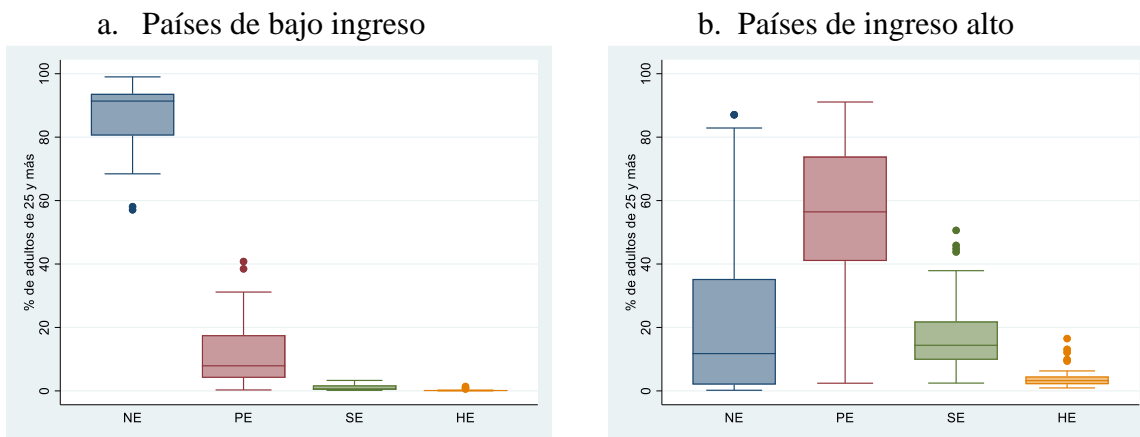 a. Países de bajo ingreso
% de adultos de 25 y más
100
80
60
40
20
0
NE PE SE HE
b. Países de ingreso alto
% de adultos de 25 y más
100
80
60
40
20
0
NE PE SE HE